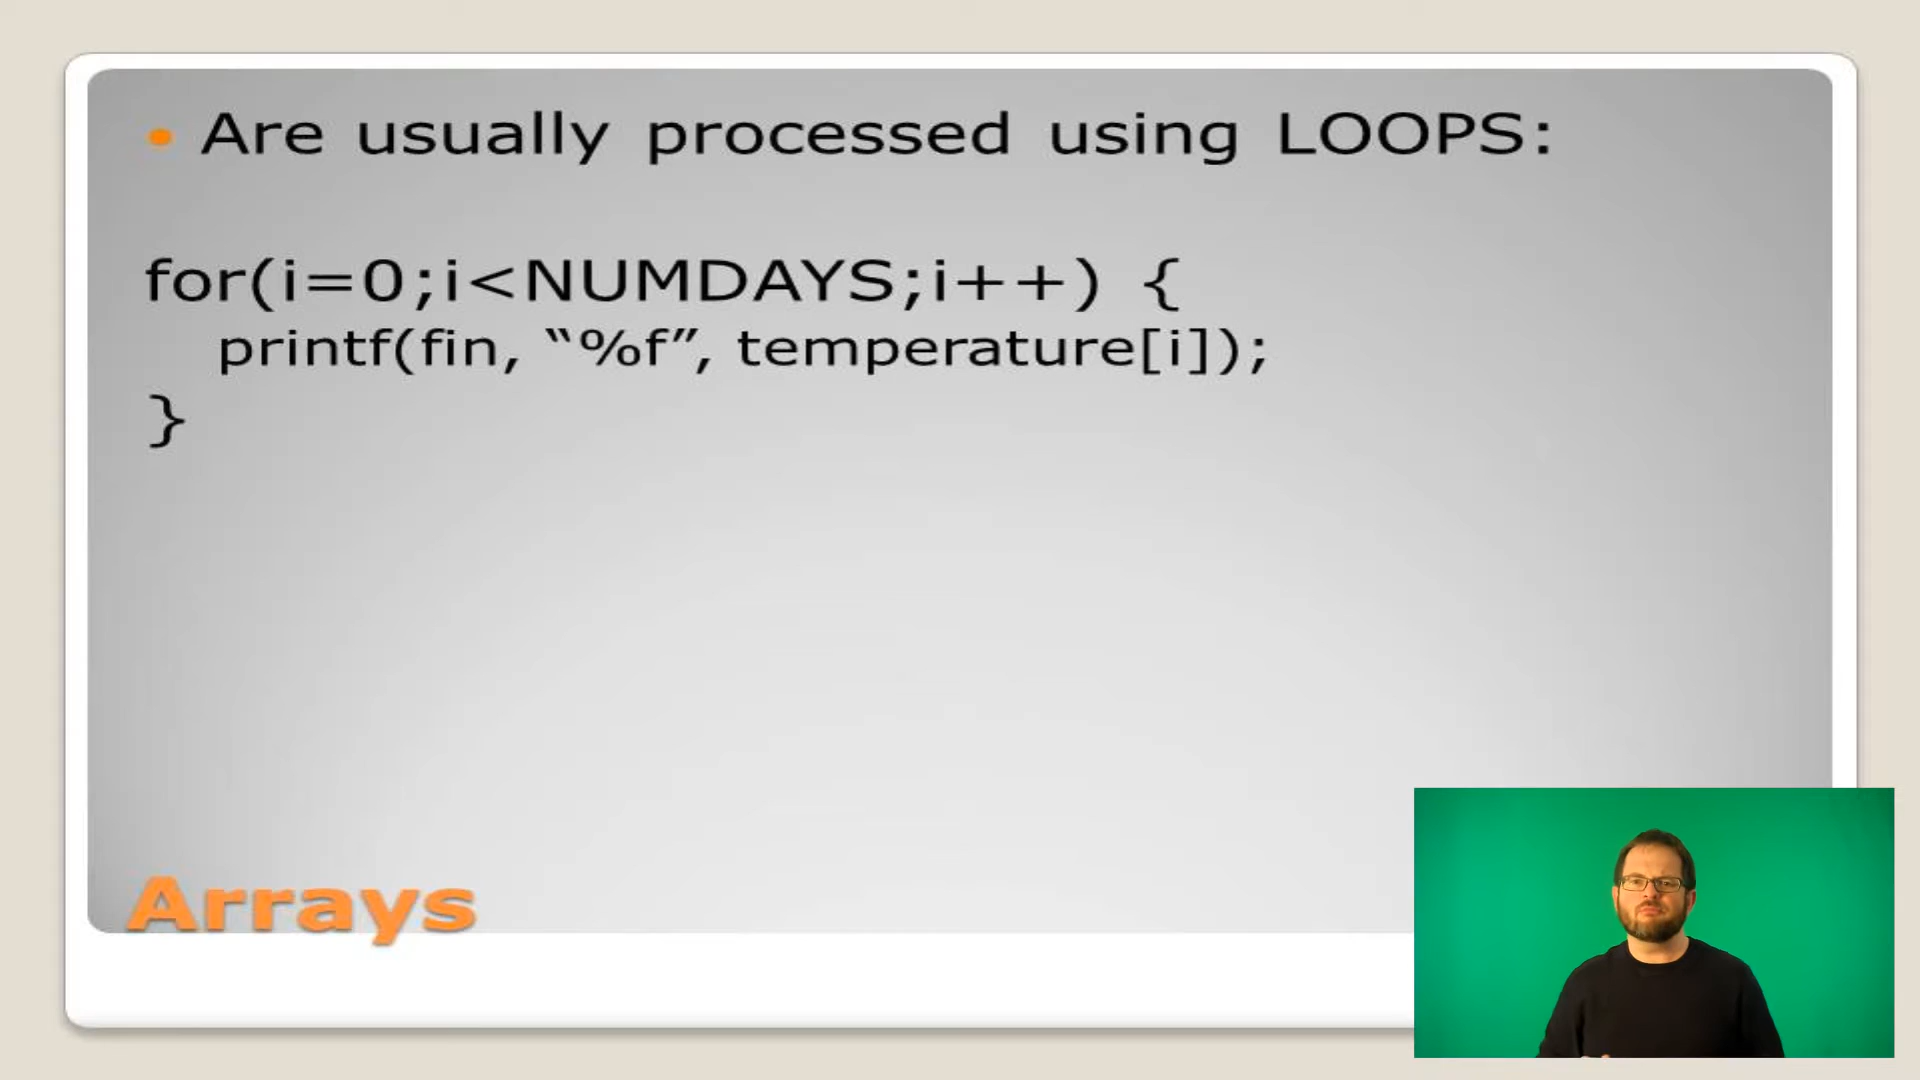 Are usually processed using LOOPS:
for(i=0;i<NUMDAYS;i++) {
printf(fin, “%f”, temperature[i]);
}
Arrays